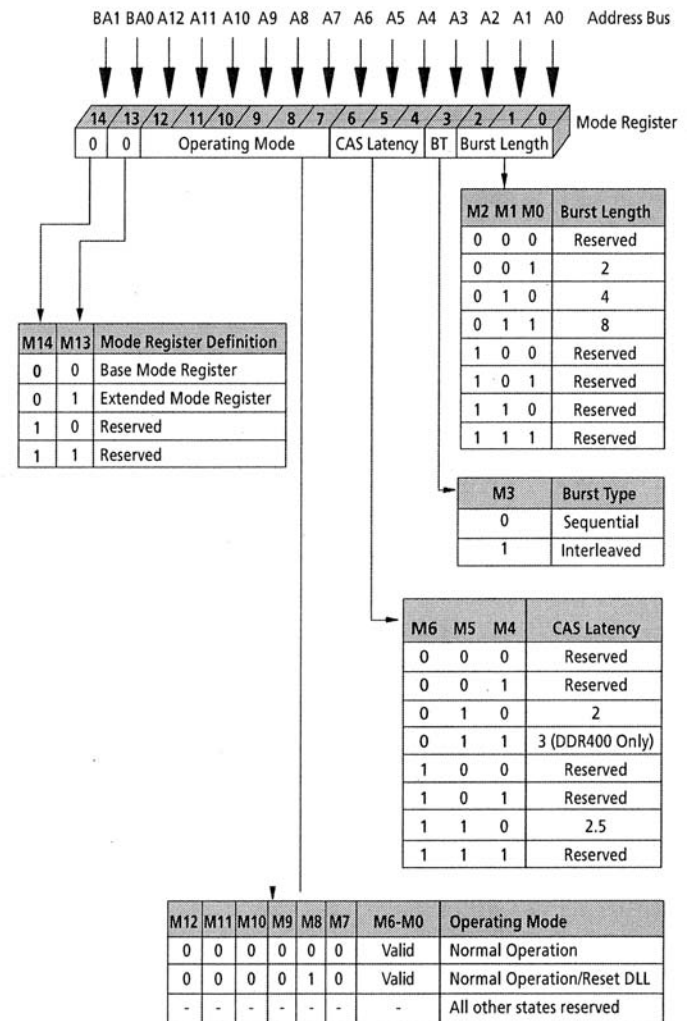 BA1 BA0 A12 A11 A10 A9 A8 A7 A6 A5 A4 A3 A2 A1 A0 Address Bus
14 13 12 11 10 9 8 7 6 5 4 3 2 1 0 Mode Register
0 0 Operating Mode CAS Latency BT Burst Length
M2 M1 M0 Burst Length
0 0 0 Reserved
0 0 1 2
0 1 0 4
0 1 1 8
1 0 0 Reserved
1 0 1 Reserved
1 1 0 Reserved
1 1 1 Reserved
M14 M13 Mode Register Definition
0 0 Base Mode Register
0 1 Extended Mode Register
1 0 Reserved
1 1 Reserved
M3 Burst Type
0 Sequential
1 Interleaved
M6 M5 M4 CAS Latency
0 0 0 Reserved
0 0 1 Reserved
0 1 0 2
0 1 1 3 (DDR400 Only)
1 0 0 Reserved
1 0 1 Reserved
1 1 0 2.5
1 1 1 Reserved
M12 M11 M10 M9 M8 M7 M6-M0 Operating Mode
0 0 0 0 0 0 Valid Normal Operation
0 0 0 0 1 0 Valid Normal Operation/Reset DLL
- - - - - - - All other states reserved